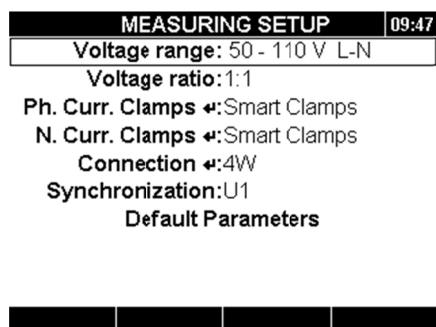 MEASURING SETUP 09:47
Voltage range: 50 - 110 V L-N
Voltage ratio:1:1
Ph. Curr. Clamps ↵:Smart Clamps
N. Curr. Clamps ↵:Smart Clamps
Connection ↵:4W
Synchronization:U1
Default Parameters